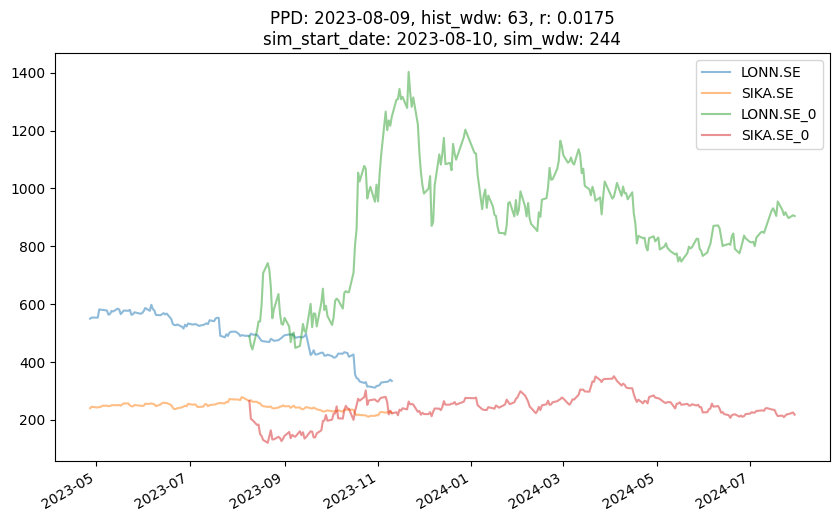 PPD: 2023-08-09, hist_wdw: 63, r: 0.0175
sim_start_date: 2023-08-10, sim_wdw: 244
LONN.SE
SIKA.SE
LONN.SE_0
SIKA.SE_0
1400
1200
1000
800
600
400
200
2023-05
2023-07
2023-09
2023-11
2024-01
2024-03
2024-05
2024-07